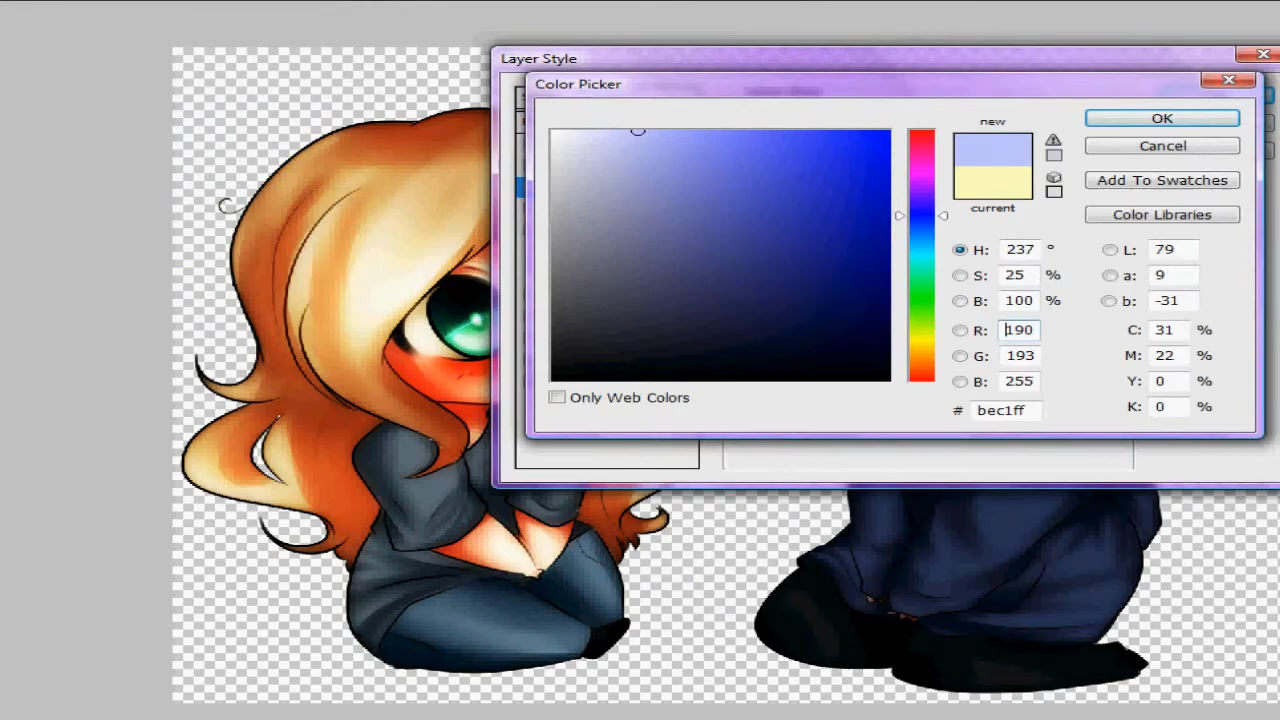 Layer Style
Color Picker
new
OK
Cancel
Add To Swatches
current
Color Libraries
H: 237 °
L: 79
S: 25 %
a: 9
B: 100 %
b: -31
R: 190
C: 31 %
G: 193
M: 22 %
B: 255
Y: 0 %
Only Web Colors
# bec1ff
K: 0 %